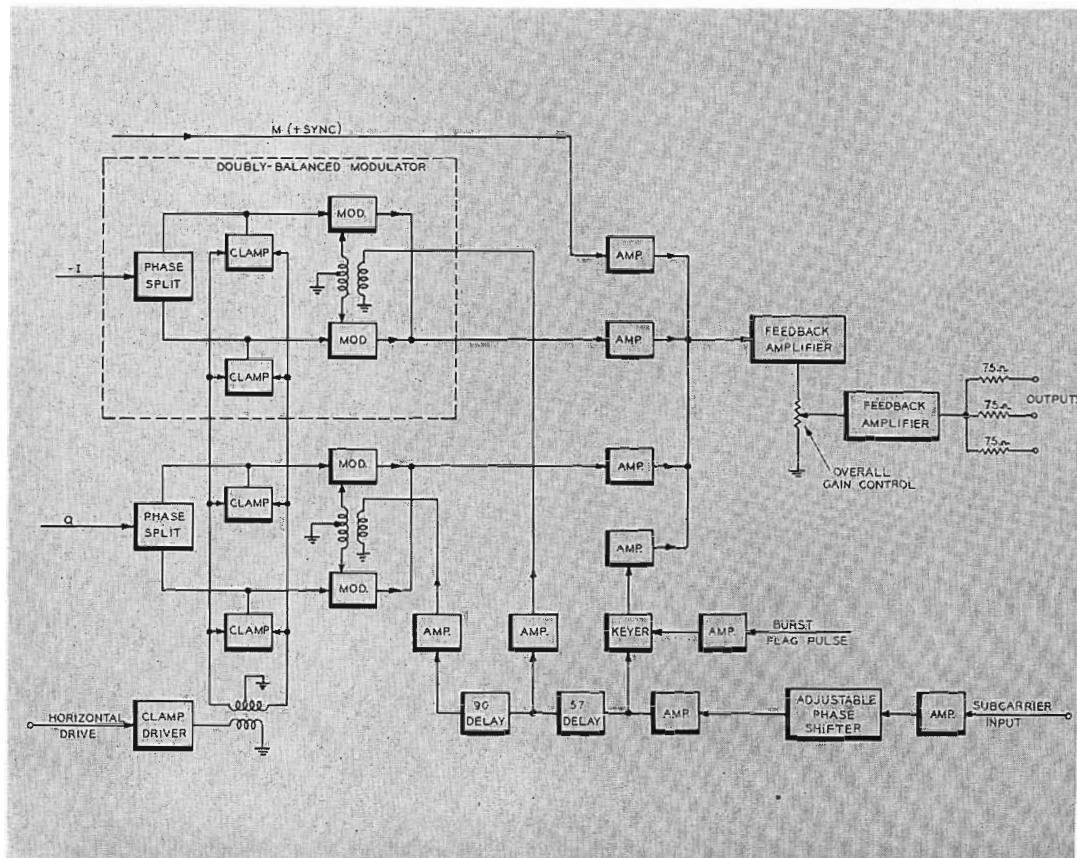 M (+ SYNC)
DOUBLY-BALANCED MODULATOR
MOD.
CLAMP
AMP.
-I
PHASE
SPLIT
MOD.
AMP.
FEEDBACK
AMPLIFIER
CLAMP
75Ω
OUTPUTS
FEEDBACK
AMPLIFIER
75Ω
75Ω
MOD.
AMP.
OVERALL
GAIN CONTROL
CLAMP
Q
PHASE
SPLIT
AMP.
MOD.
CLAMP
AMP.
AMP.
KEYER
AMP.
BURST
FLAG PULSE
90
DELAY
57
DELAY
AMP.
ADJUSTABLE
PHASE
SHIFTER
AMP.
SUBCARRIER
INPUT
HORIZONTAL
DRIVE
CLAMP
DRIVER